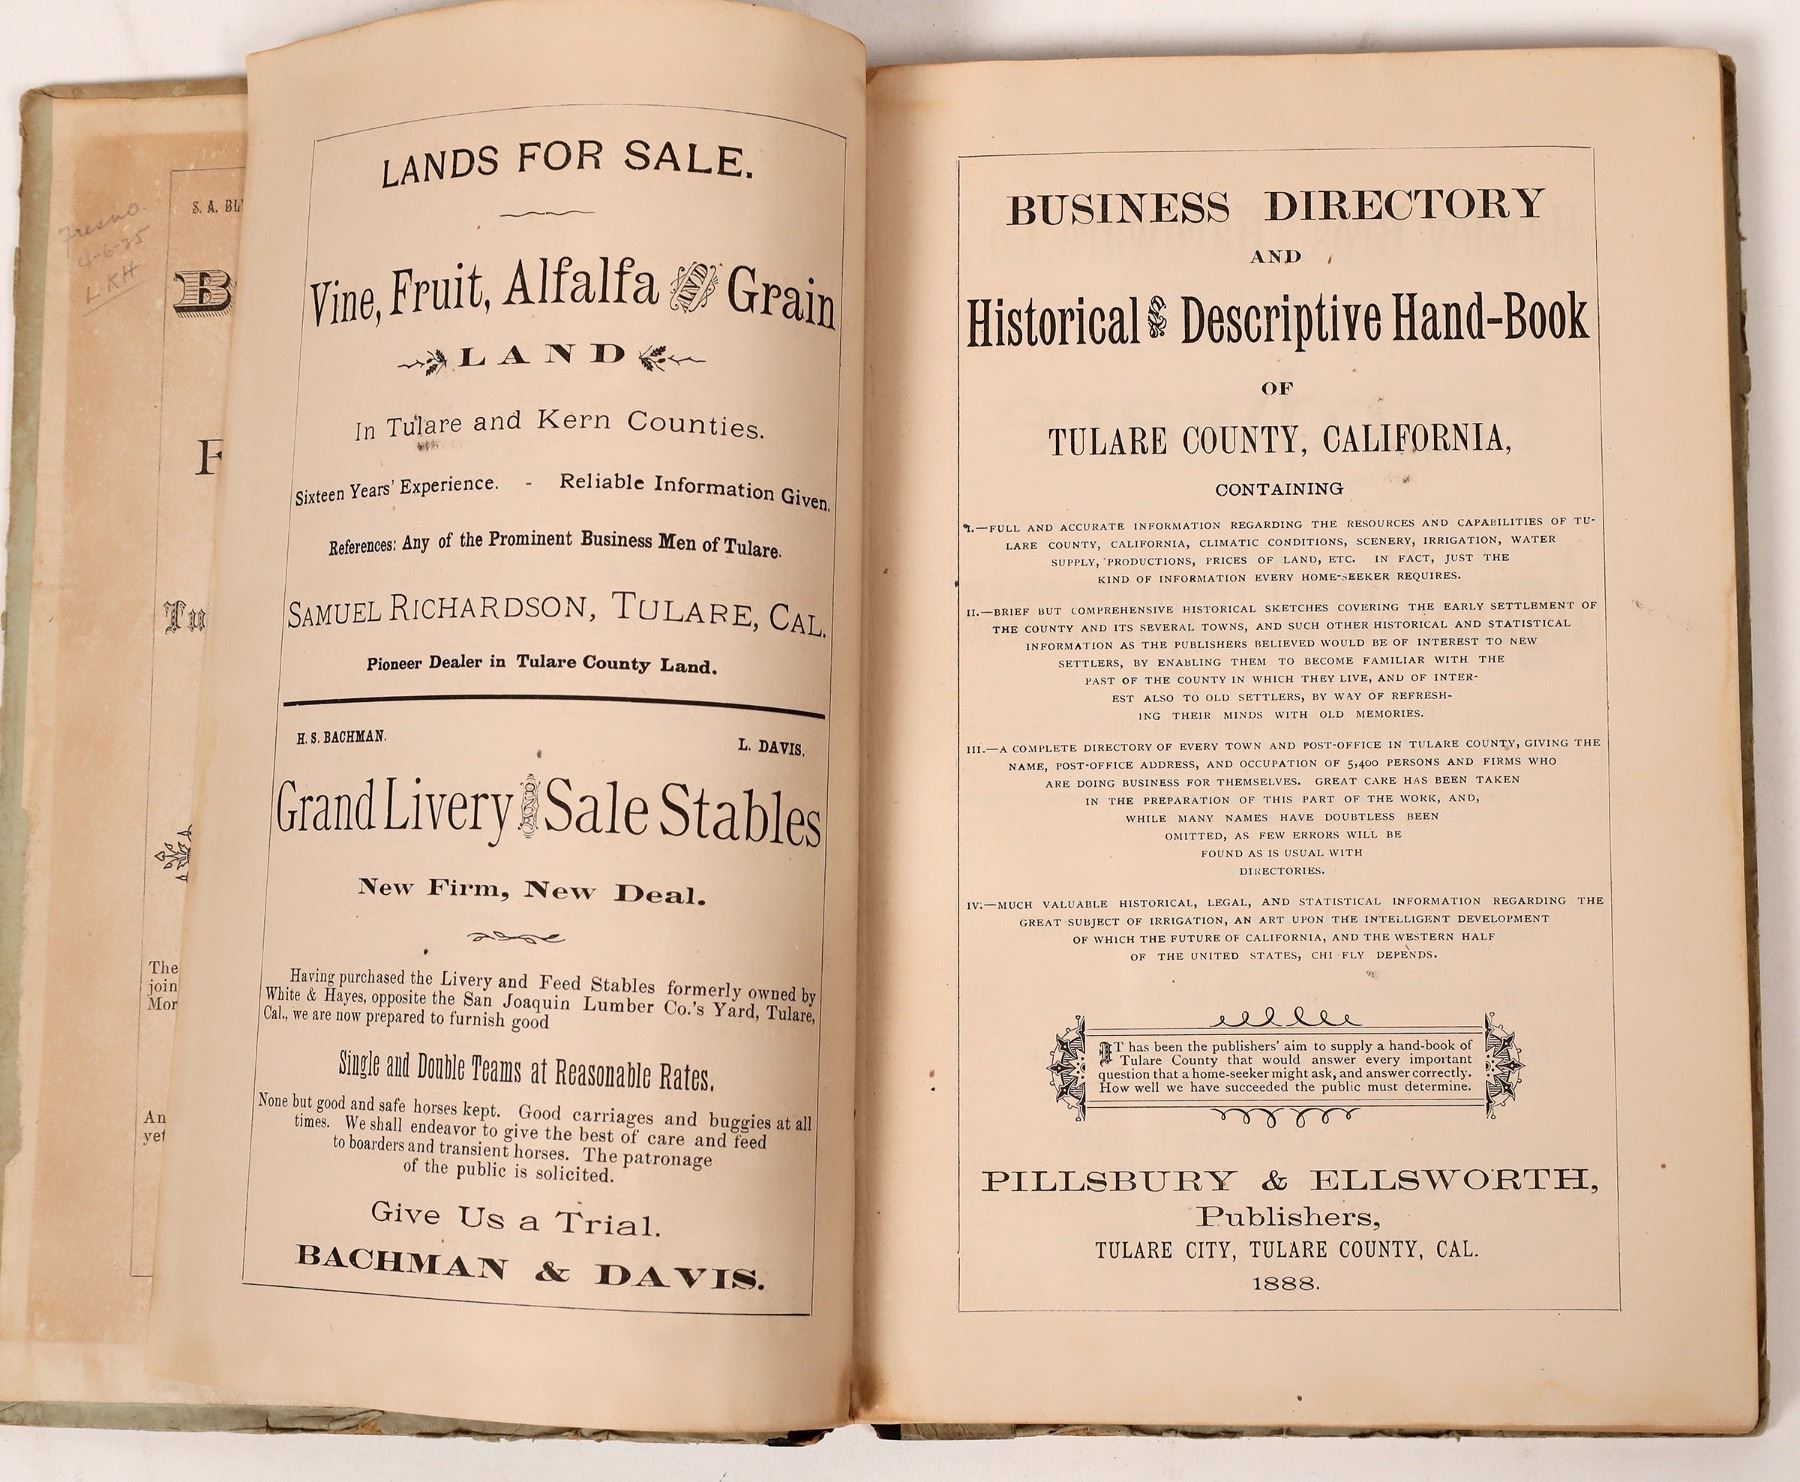 Fresno.
4-6-25
LKH
S. A. BL
B
F
Tu
The
join
Mor
An
yet
LANDS FOR SALE.
Vine, Fruit, Alfalfa AND Grain
LAND
In Tulare and Kern Counties.
Sixteen Years' Experience. - Reliable Information Given.
References: Any of the Prominent Business Men of Tulare.
SAMUEL RICHARDSON, TULARE, CAL.
Pioneer Dealer in Tulare County Land.
H. S. BACHMAN. L. DAVIS.
Grand Livery AND Sale Stables
New Firm, New Deal.
Having purchased the Livery and Feed Stables formerly owned by
White & Hayes, opposite the San Joaquin Lumber Co.'s Yard, Tulare,
Cal., we are now prepared to furnish good
Single and Double Teams at Reasonable Rates.
None but good and safe horses kept. Good carriages and buggies at all
times. We shall endeavor to give the best of care and feed
to boarders and transient horses. The patronage
of the public is solicited.
Give Us a Trial.
BACHMAN & DAVIS.
BUSINESS DIRECTORY
AND
Historical & Descriptive Hand-Book
OF
TULARE COUNTY, CALIFORNIA,
CONTAINING
I.—FULL AND ACCURATE INFORMATION REGARDING THE RESOURCES AND CAPABILITIES OF TU-
LARE COUNTY, CALIFORNIA, CLIMATIC CONDITIONS, SCENERY, IRRIGATION, WATER
SUPPLY, PRODUCTIONS, PRICES OF LAND, ETC. IN FACT, JUST THE
KIND OF INFORMATION EVERY HOME-SEEKER REQUIRES.
II.—BRIEF BUT COMPREHENSIVE HISTORICAL SKETCHES COVERING THE EARLY SETTLEMENT OF
THE COUNTY AND ITS SEVERAL TOWNS, AND SUCH OTHER HISTORICAL AND STATISTICAL
INFORMATION AS THE PUBLISHERS BELIEVED WOULD BE OF INTEREST TO NEW
SETTLERS, BY ENABLING THEM TO BECOME FAMILIAR WITH THE
PAST OF THE COUNTY IN WHICH THEY LIVE, AND OF INTER-
EST ALSO TO OLD SETTLERS, BY WAY OF REFRESH-
ING THEIR MINDS WITH OLD MEMORIES.
III.—A COMPLETE DIRECTORY OF EVERY TOWN AND POST-OFFICE IN TULARE COUNTY, GIVING THE
NAME, POST-OFFICE ADDRESS, AND OCCUPATION OF 5,400 PERSONS AND FIRMS WHO
ARE DOING BUSINESS FOR THEMSELVES. GREAT CARE HAS BEEN TAKEN
IN THE PREPARATION OF THIS PART OF THE WORK, AND,
WHILE MANY NAMES HAVE DOUBTLESS BEEN
OMITTED, AS FEW ERRORS WILL BE
FOUND AS IS USUAL WITH
DIRECTORIES.
IV.—MUCH VALUABLE HISTORICAL, LEGAL, AND STATISTICAL INFORMATION REGARDING THE
GREAT SUBJECT OF IRRIGATION, AN ART UPON THE INTELLIGENT DEVELOPMENT
OF WHICH THE FUTURE OF CALIFORNIA, AND THE WESTERN HALF
OF THE UNITED STATES, CHI FLY DEPENDS.
IT has been the publishers' aim to supply a hand-book of
Tulare County that would answer every important
question that a home-seeker might ask, and answer correctly.
How well we have succeeded the public must determine.
PILLSBURY & ELLSWORTH,
Publishers,
TULARE CITY, TULARE COUNTY, CAL.
1888.